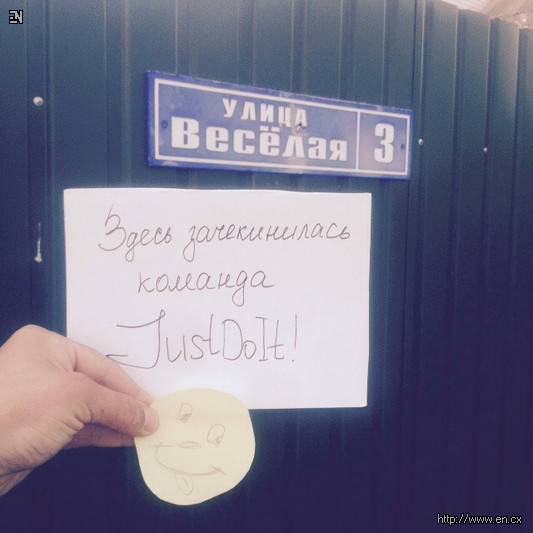 EN
УЛИЦА
Весёлая 3
Здесь зачекинилась
команда
JustDoIt!
http://www.en.cx